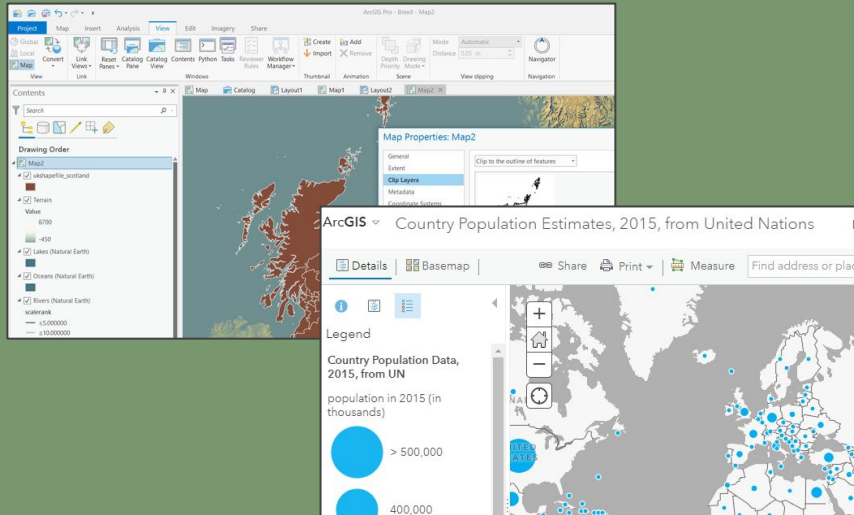 ArcGIS Pro - Brexit - Map2
Project Map Insert Analysis View Edit Imagery Share
Global
Local
Map
Convert
Link Views
Reset Panes
Catalog Pane
Catalog View
Contents
Python
Tasks
Reviewer Rules
Workflow Manager
Create
Import
Add
Remove
Depth Priority
Drawing Mode
Mode Automatic
Distance 0.05 m
Navigator
View Link Windows Thumbnail Animation Scene View clipping Navigation
Contents
Map Catalog Layout1 Map1 Layout2 Map2
Search
Drawing Order
Map2
ukshapefile_scotland
Terrain
Value
8700
-450
Lakes (Natural Earth)
Oceans (Natural Earth)
Rivers (Natural Earth)
scalerank
≤5.000000
≤10.000000
Map Properties: Map2
General
Extent
Clip Layers
Metadata
Coordinate Systems
Clip to the outline of features
ArcGIS Country Population Estimates, 2015, from United Nations
Details Basemap Share Print Measure Find address or plac
Legend
Country Population Data,
2015, from UN
population in 2015 (in
thousands)
> 500,000
400,000